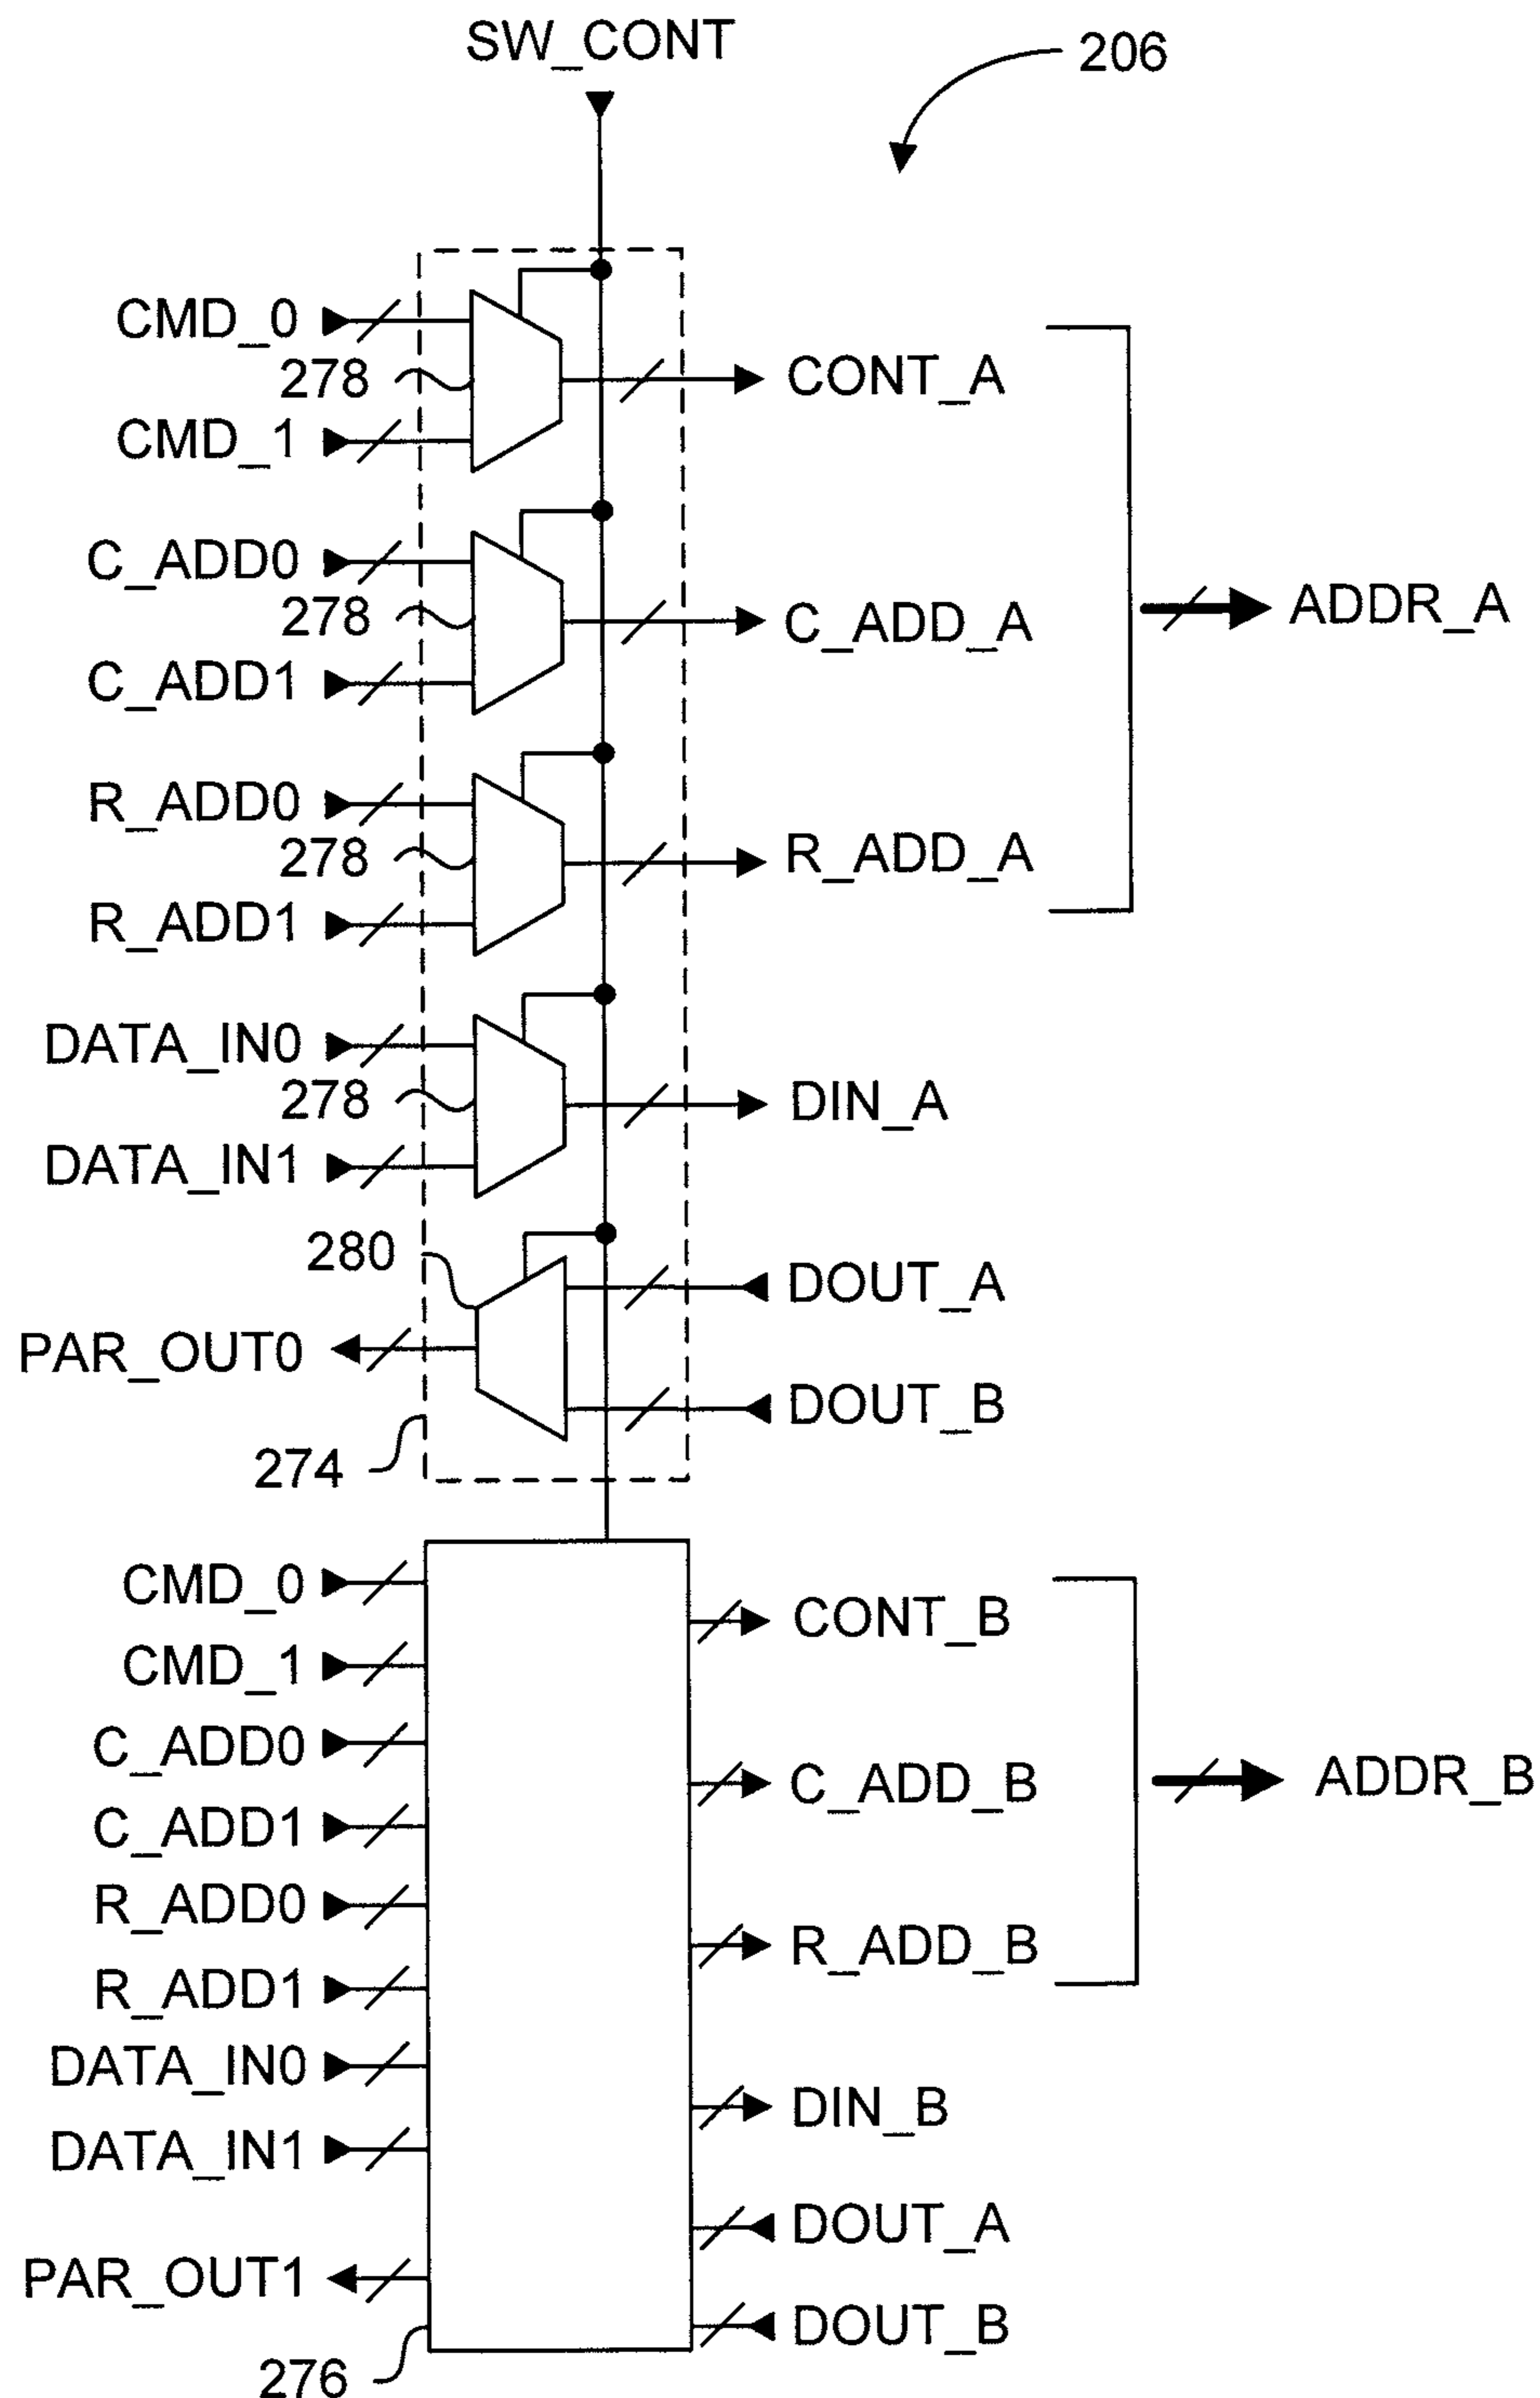 SW_CONT
206
CMD_0
278
CONT_A
CMD_1
C_ADD0
278
C_ADD_A
ADDR_A
C_ADD1
R_ADD0
278
R_ADD_A
R_ADD1
DATA_IN0
278
DIN_A
DATA_IN1
280
DOUT_A
PAR_OUT0
DOUT_B
274
CMD_0
CONT_B
CMD_1
C_ADD0
C_ADD_B
ADDR_B
C_ADD1
R_ADD0
R_ADD_B
R_ADD1
DATA_IN0
DIN_B
DATA_IN1
DOUT_A
PAR_OUT1
DOUT_B
276